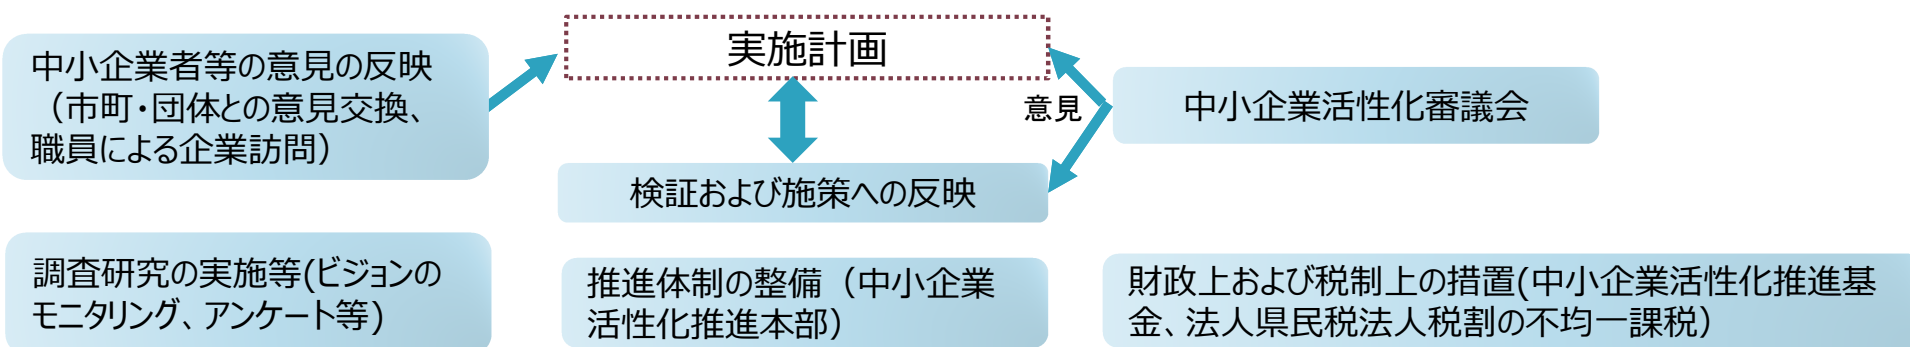 実施計画
中小企業者等の意見の反映
（市町・団体との意見交換、
職員による企業訪問）
意見
中小企業活性化審議会
検証および施策への反映
調査研究の実施等(ビジョンの
モニタリング、アンケート等)
推進体制の整備（中小企業
活性化推進本部）
財政上および税制上の措置(中小企業活性化推進基
金、法人県民税法人税割の不均一課税）